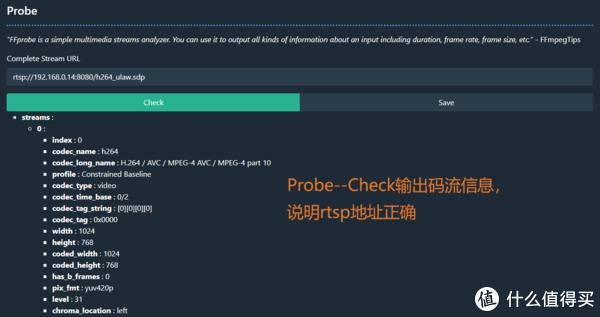 Probe
"FFprobe is a simple multimedia streams analyzer. You can use it to output all kinds of information about an input including duration, frame rate, frame size, etc." - FFmpegTips
Complete Stream URL
rtsp://192.168.0.14:8080/h264_ulaw.sdp
Check Save
streams :
0 :
index : 0
codec_name : h264
codec_long_name : H.264 / AVC / MPEG-4 AVC / MPEG-4 part 10
profile : Constrained Baseline
codec_type : video
codec_time_base : 0/2
codec_tag_string : [0][0][0][0]
codec_tag : 0x0000
width : 1024
height : 768
coded_width : 1024
coded_height : 768
has_b_frames : 0
pix_fmt : yuv420p
level : 31
chroma_location : left
Probe--Check输出码流信息，
说明rtsp地址正确
值 什么值得买